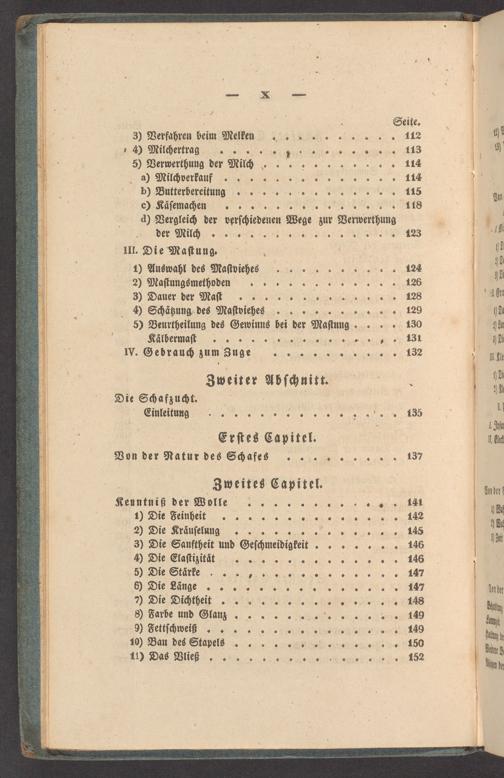 — X —
Seite.
3) Verfahren beim Melken . . . . . . . . . . 112
4) Milchertrag . . . . . . . . . . 113
5) Verwerthung der Milch . . . . . . . . . . 114
a) Milchverkauf . . . . . . . . . . 114
b) Butterbereitung . . . . . . . . . . 115
c) Käsemachen . . . . . . . . . . 118
d) Vergleich der verschiedenen Wege zur Verwerthung
der Milch . . . . . . . . . . 123
III. Die Mastung.
1) Auswahl des Mastviehes . . . . . . . . . . 124
2) Mastungsmethoden . . . . . . . . . . 126
3) Dauer der Mast . . . . . . . . . . 128
4) Schätzung des Mastviehes . . . . . . . . . . 129
5) Beurtheilung des Gewinns bei der Mastung . . . . 130
Kälbermast . . . . . . . . . . 131
IV. Gebrauch zum Zuge . . . . . . . . . . 132
Zweiter Abschnitt.
Die Schafzucht.
Einleitung . . . . . . . . . . 135
Erstes Capitel.
Von der Natur des Schafes . . . . . . . . . 137
Zweites Capitel.
Kenntniß der Wolle . . . . . . . . . . 141
1) Die Feinheit . . . . . . . . . . 142
2) Die Kräuselung . . . . . . . . . . 145
3) Die Sanftheit und Geschmeidigkeit . . . . . . 146
4) Die Elastizität . . . . . . . . . . 146
5) Die Stärke . . . . . . . . . . 147
6) Die Länge . . . . . . . . . . 147
7) Die Dichtheit . . . . . . . . . . 148
8) Farbe und Glanz . . . . . . . . . . 149
9) Fettschweiß . . . . . . . . . . 149
10) Bau des Stapels . . . . . . . . . . 150
11) Das Vließ . . . . . . . . . . 152